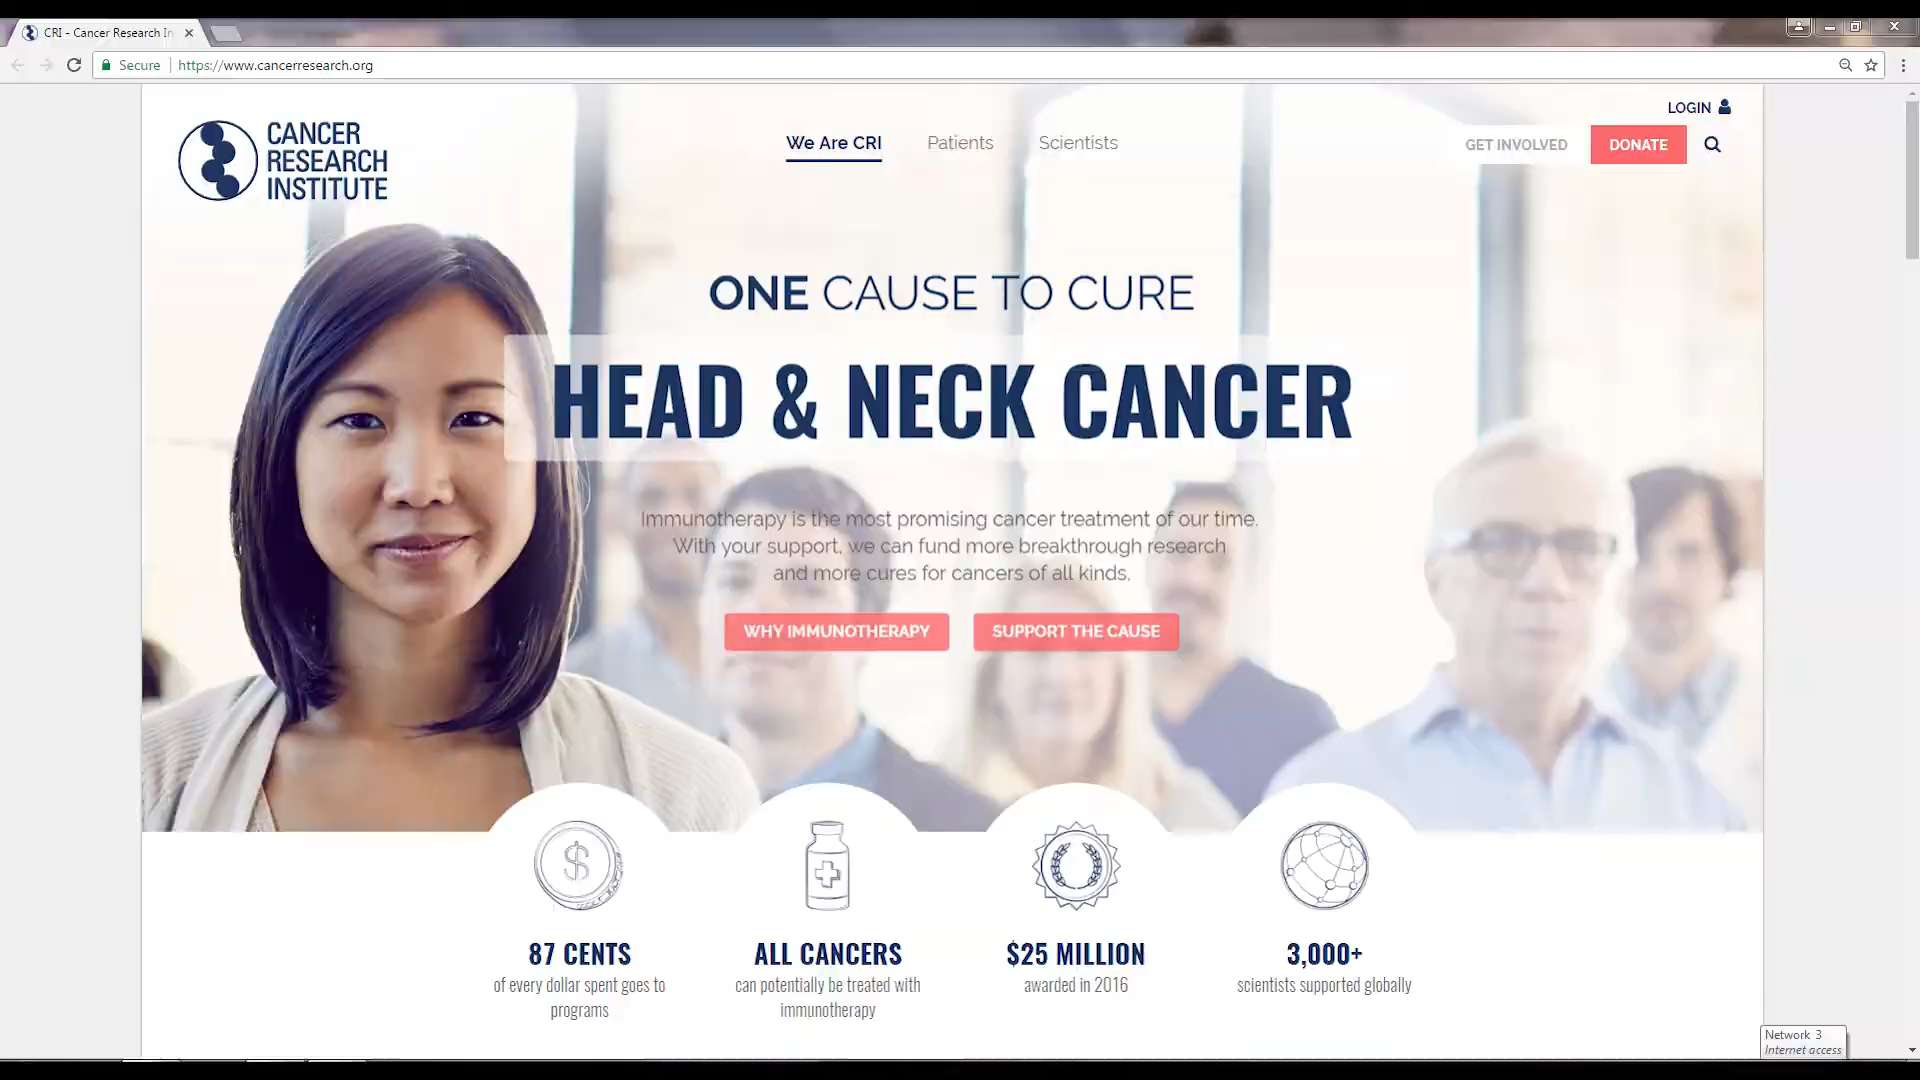 CRI - Cancer Research In
Secure
https://www.cancerresearch.org
LOGIN
CANCER
RESEARCH
INSTITUTE
We Are CRI
Patients
Scientists
GET INVOLVED
DONATE
ONE CAUSE TO CURE
HEAD & NECK CANCER
Immunotherapy is the most promising cancer treatment of our time.
With your support, we can fund more breakthrough research
and more cures for cancers of all kinds.
WHY IMMUNOTHERAPY
SUPPORT THE CAUSE
$
87 CENTS
of every dollar spent goes to
programs
ALL CANCERS
can potentially be treated with
immunotherapy
$25 MILLION
awarded in 2016
3,000+
scientists supported globally
Network 3
Internet access